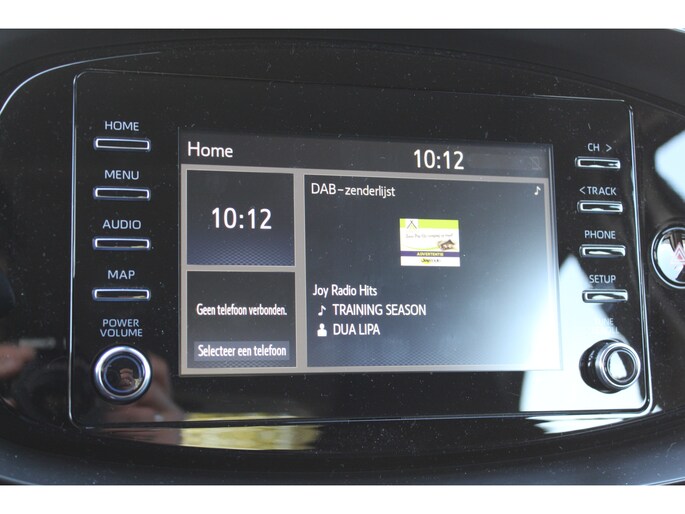 HOME
MENU
AUDIO
MAP
POWER
VOLUME
Home
10:12
10:12
Geen telefoon verbonden.
Selecteer een telefoon
DAB-zenderlijst
ADVERTENTIE
Joy Radio Hits
TRAINING SEASON
DUA LIPA
CH >
< TRACK
PHONE
SETUP